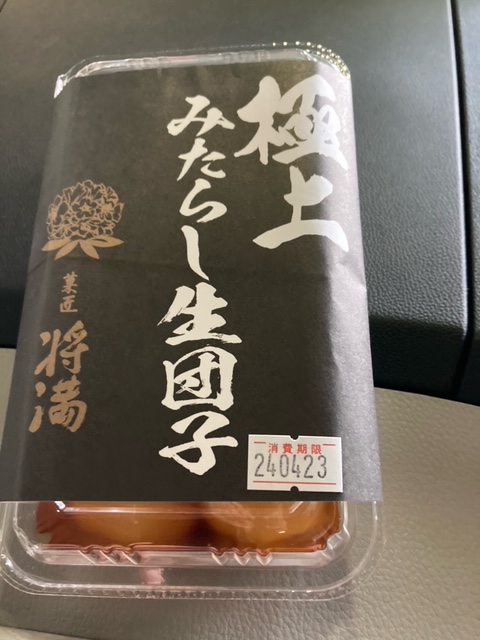 極上
みたらし生団子
菓匠
将満
消費期限
240423